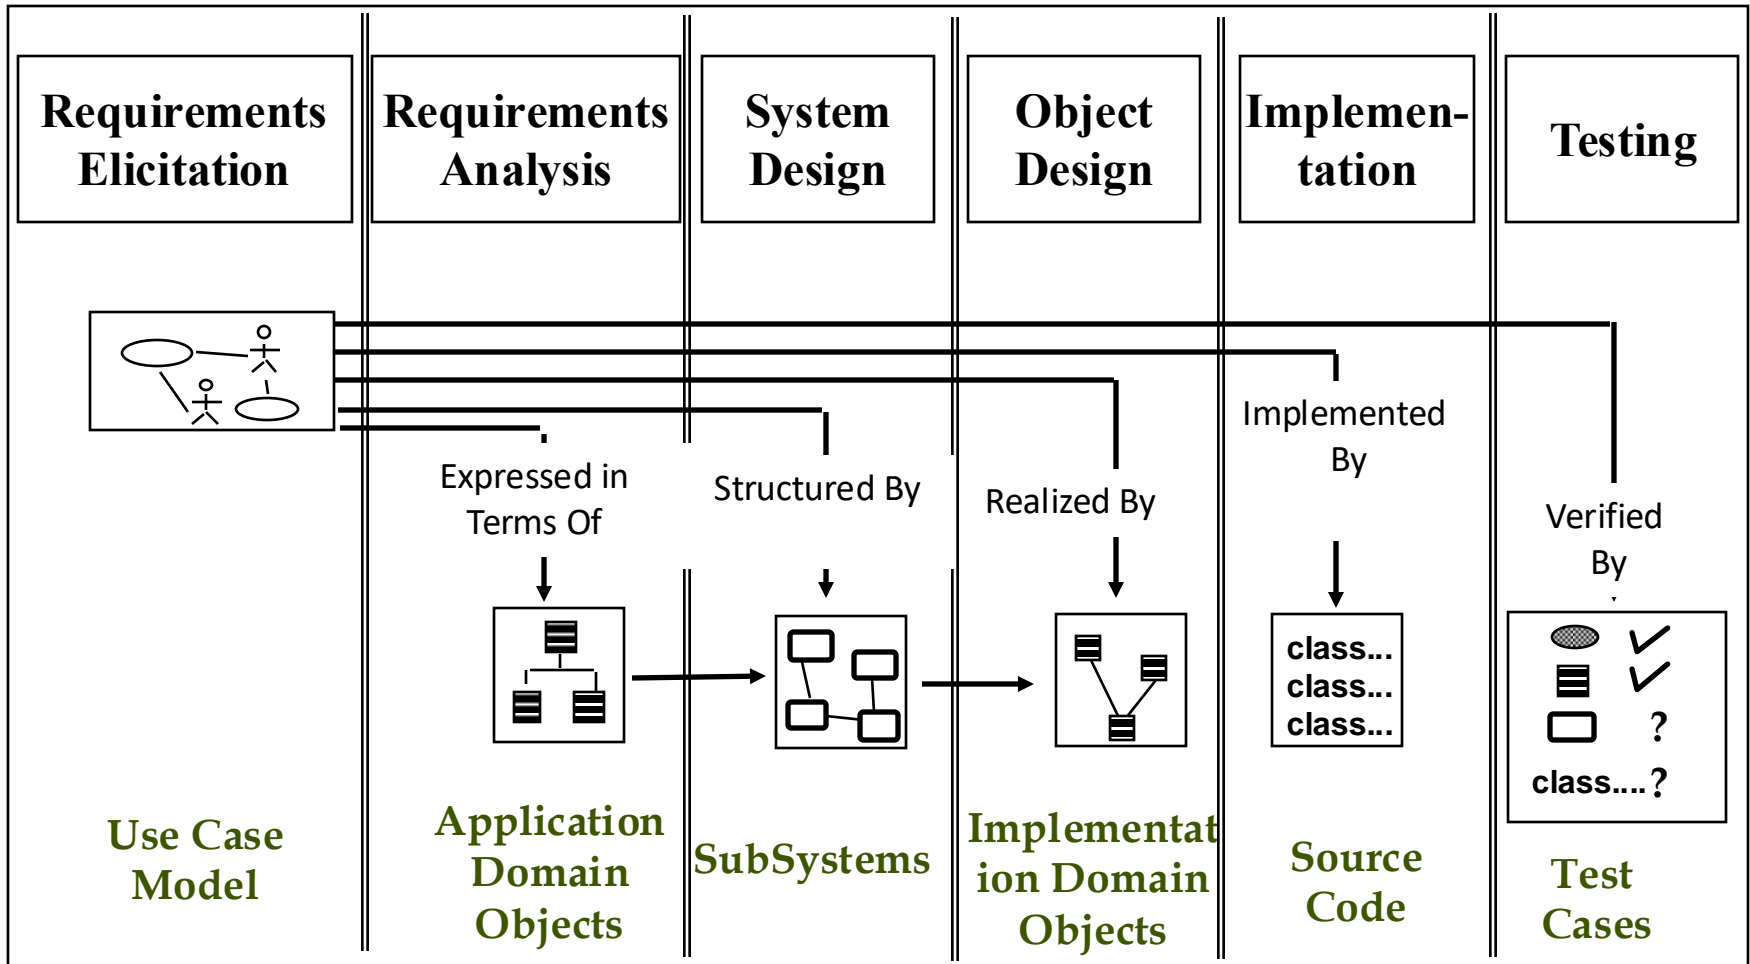 Requirements
Elicitation
Requirements
Analysis
System
Design
Object
Design
Implemen-
tation
Testing
Expressed in
Terms Of
Structured By
Realized By
Implemented
By
Verified
By
class...
class...
class...
?
class....?
Use Case
Model
Application
Domain
Objects
SubSystems
Implementat
ion Domain
Objects
Source
Code
Test
Cases